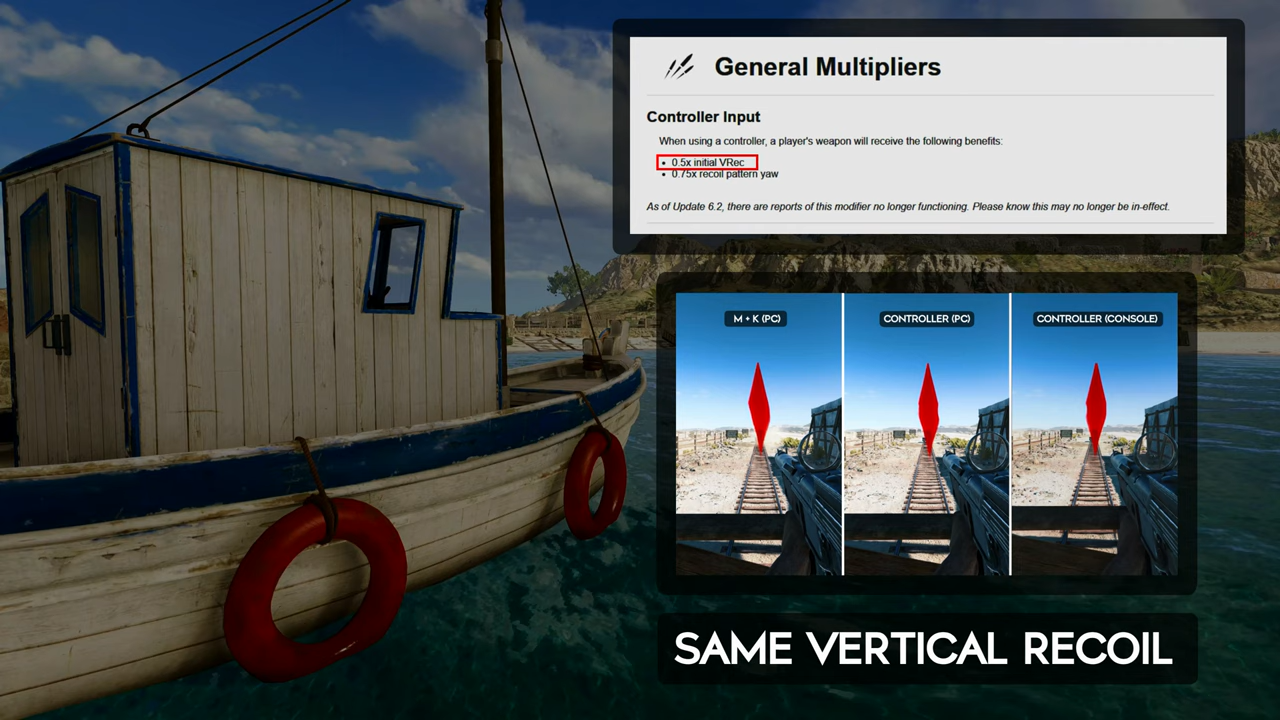 General Multipliers
Controller Input
When using a controller, a player's weapon will receive the following benefits:
• 0.5x initial VRec
• 0.75x recoil pattern yaw
As of Update 6.2, there are reports of this modifier no longer functioning. Please know this may no longer be in-effect.
M + K (PC)
CONTROLLER (PC)
CONTROLLER (CONSOLE)
SAME VERTICAL RECOIL